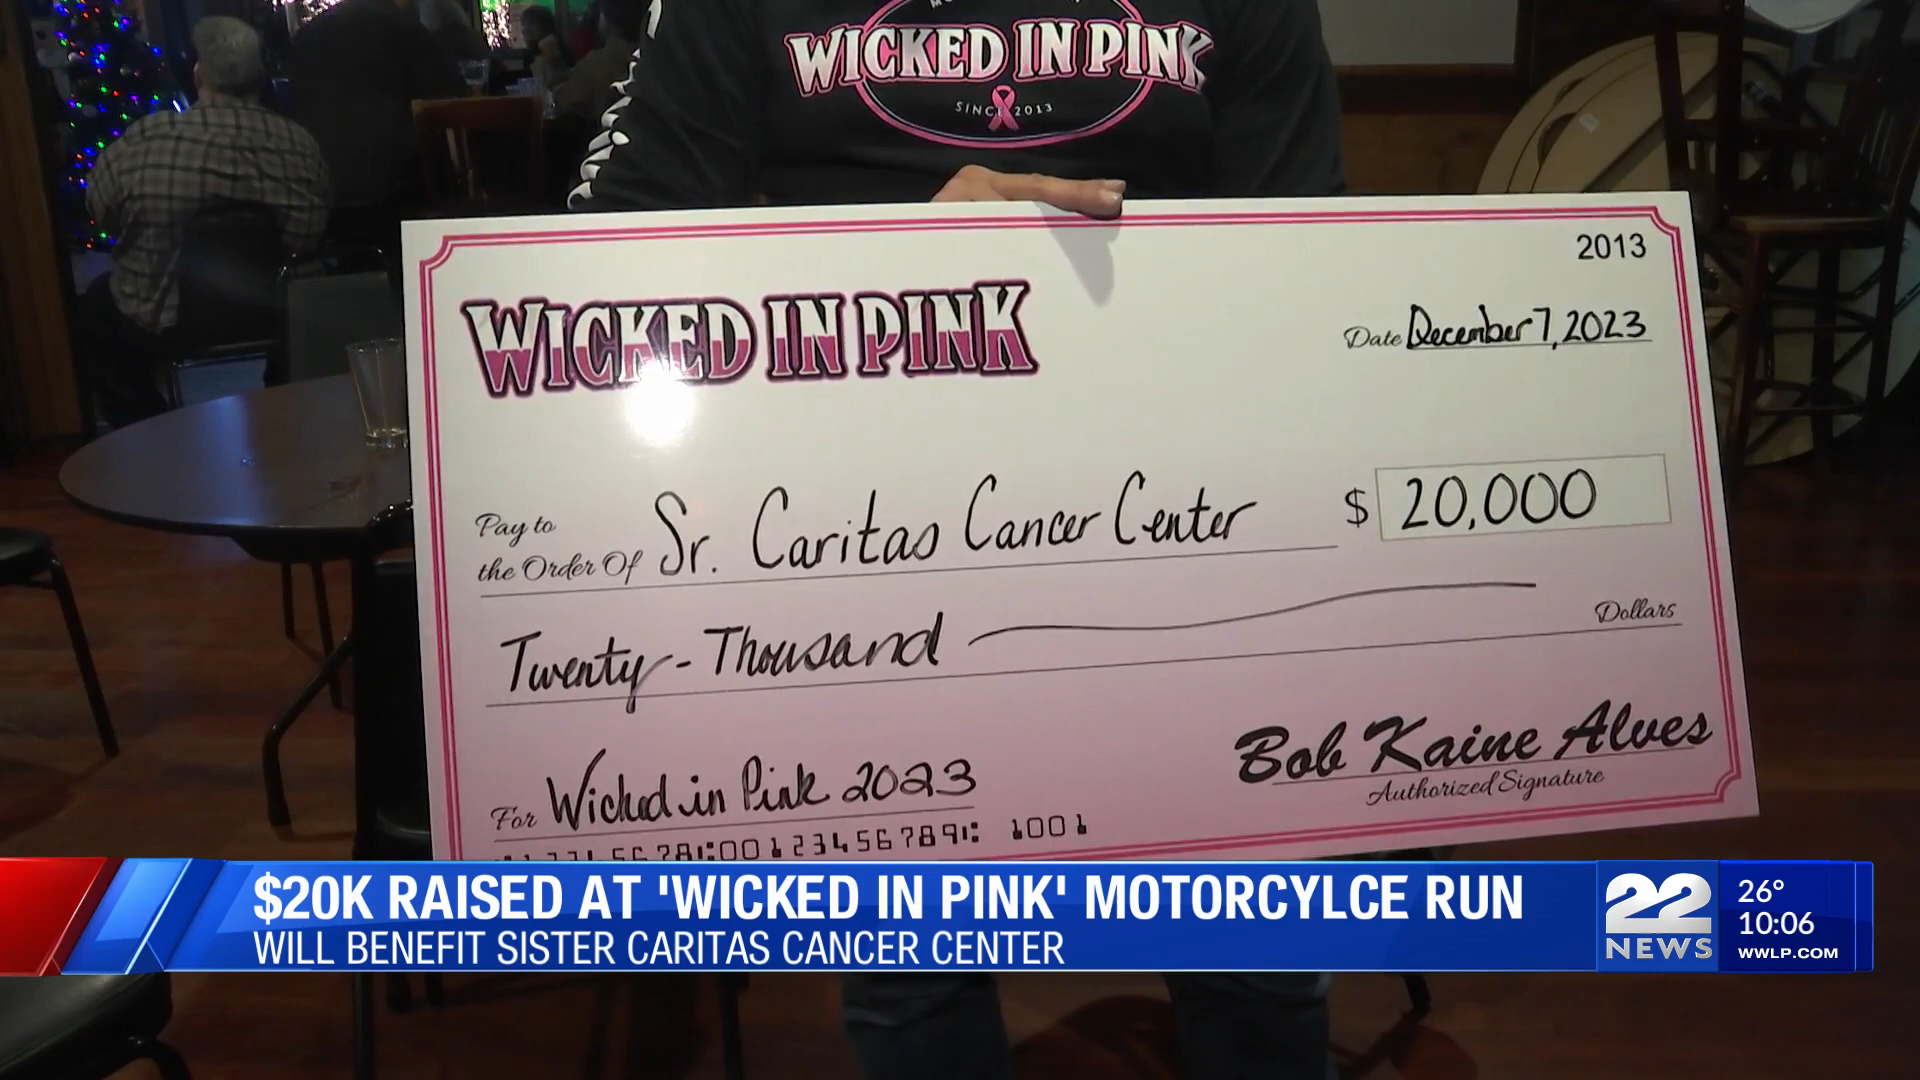 WICKED IN PINK
SINCE 2013
2013
WICKED IN PINK
Date December 7, 2023
Pay to
the Order Of Sr. Caritas Cancer Center $ 20,000
Twenty-Thousand Dollars
For Wicked in Pink 2023
Bob Kaine Alves
Authorized Signature
00123456789 1001
$20K RAISED AT 'WICKED IN PINK' MOTORCYLCE RUN
WILL BENEFIT SISTER CARITAS CANCER CENTER
22
NEWS
26°
10:06
WWLP.COM